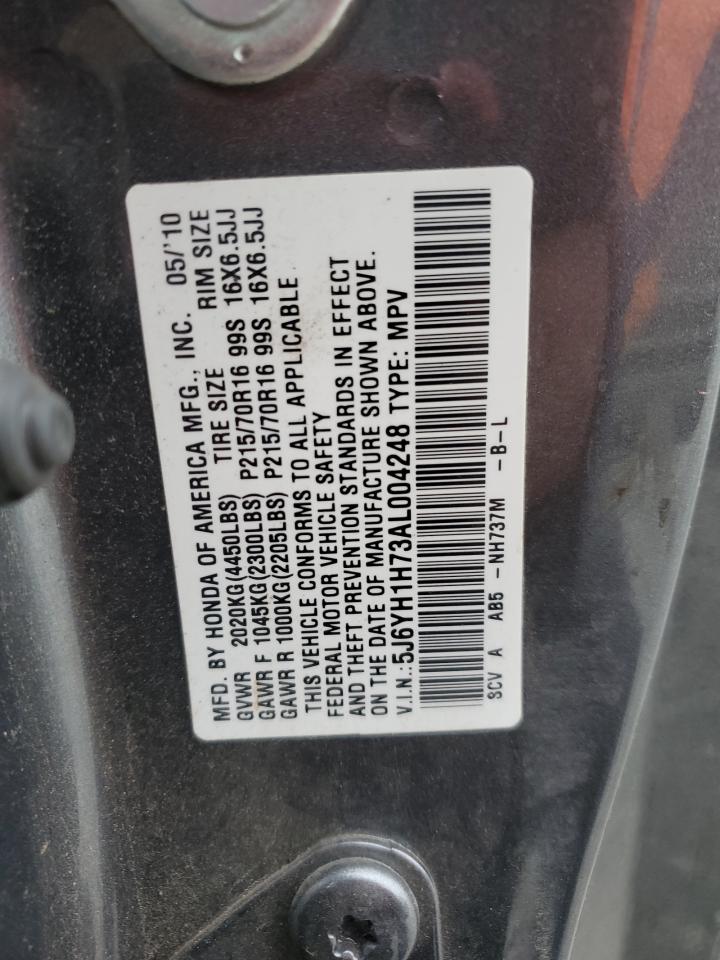 MFD. BY HONDA OF AMERICA MFG., INC. 05/'10
GVWR 2020KG(4450LBS) TIRE SIZE RIM SIZE
GAWR F 1045KG(2300LBS) P215/70R16 99S 16X6.5JJ
GAWR R 1000KG(2205LBS) P215/70R16 99S 16X6.5JJ
THIS VEHICLE CONFORMS TO ALL APPLICABLE
FEDERAL MOTOR VEHICLE SAFETY
AND THEFT PREVENTION STANDARDS IN EFFECT
ON THE DATE OF MANUFACTURE SHOWN ABOVE.
V.I.N.:5J6YH1H73AL004248 TYPE: MPV
SCV A AB5 -NH737M -B-L